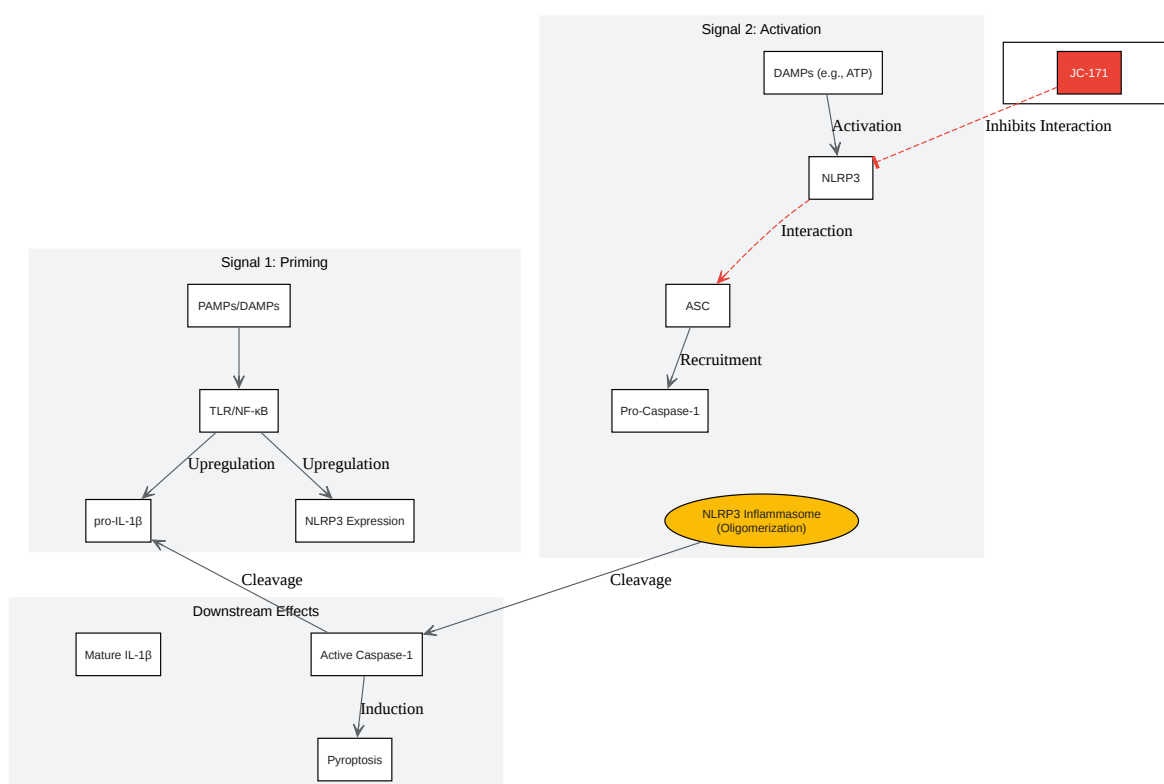 Signal 2: Activation
DAMPs (e.g., ATP)
JC-171
Activation
Inhibits Interaction
NLRP3
Interaction
Signal 1: Priming
PAMPs/DAMPs
ASC
Recruitment
TLR/NF-κB
Pro-Caspase-1
Upregulation
Upregulation
pro-IL-1β
NLRP3 Expression
NLRP3 Inflammasome
(Oligomerization)
Cleavage
Cleavage
Downstream Effects
Mature IL-1β
Active Caspase-1
Induction
Pyroptosis